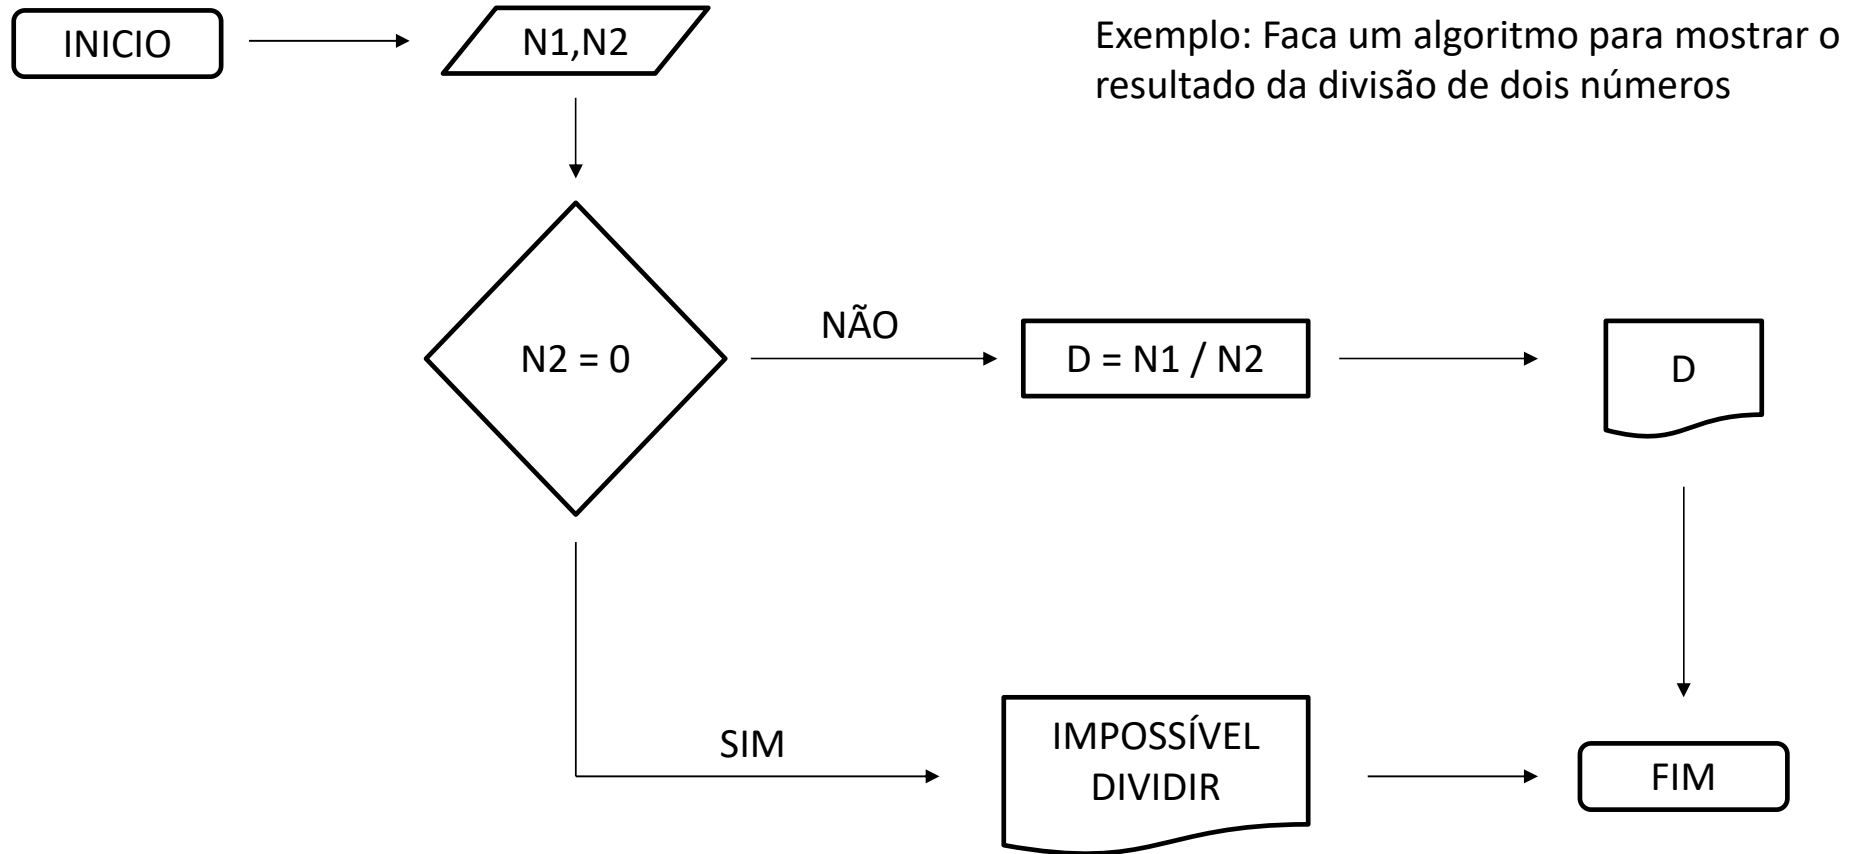 INICIO
N1,N2
Exemplo: Faca um algoritmo para mostrar o
resultado da divisão de dois números
N2 = 0
NÃO
D = N1 / N2
D
SIM
IMPOSSÍVEL
DIVIDIR
FIM